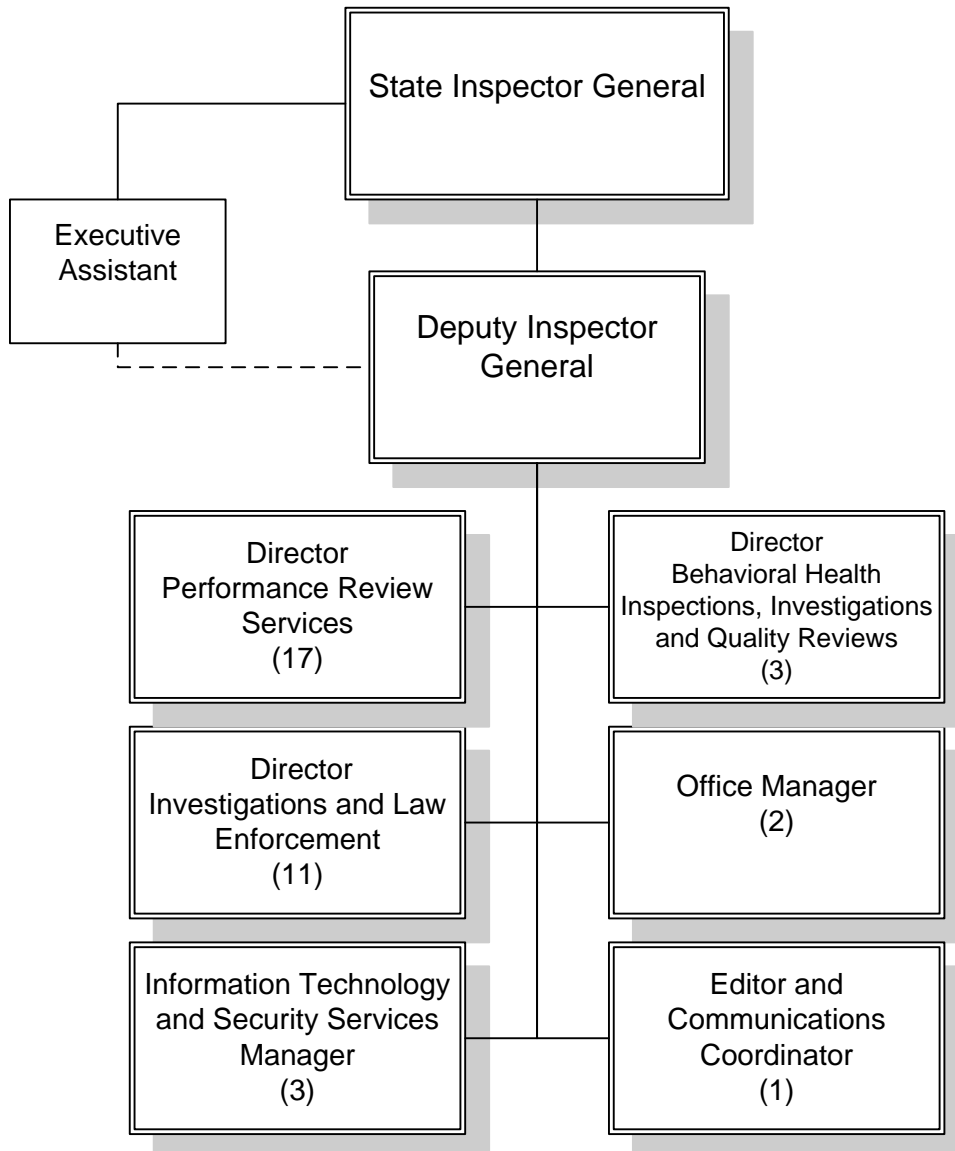 State Inspector General
Executive
Assistant
Deputy Inspector
General
Director
Performance Review
Services
(17)
Director
Behavioral Health
Inspections, Investigations
and Quality Reviews
(3)
Director
Investigations and Law
Enforcement
(11)
Office Manager
(2)
Information Technology
and Security Services
Manager
(3)
Editor and
Communications
Coordinator
(1)